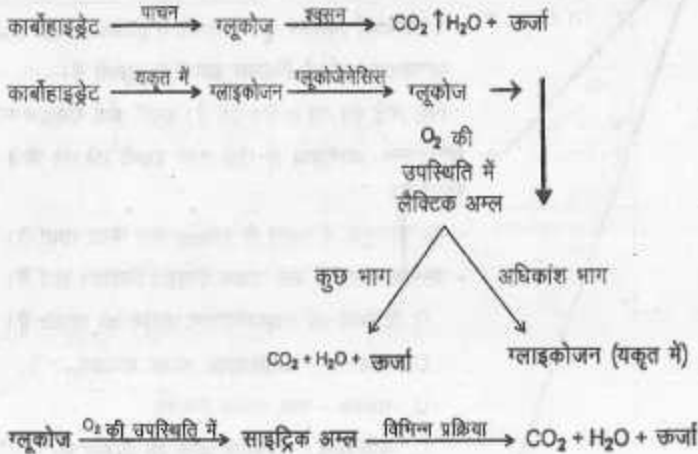 कार्बोहाइड्रेट पाचन ग्लूकोज श्वसन CO₂ ↑ H₂O + ऊर्जा
कार्बोहाइड्रेट यकृत में ग्लाइकोजन ग्लूकोजेनेसिस ग्लूकोज →
O₂ की
उपस्थिति में
लैक्टिक अम्ल
कुछ भाग अधिकांश भाग
CO₂ + H₂O + ऊर्जा ग्लाइकोजन (यकृत में)
ग्लूकोज O₂ की उपस्थिति में साइट्रिक अम्ल विभिन्न प्रक्रिया CO₂ + H₂O + ऊर्जा